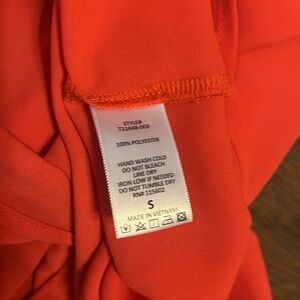 STYLE#
T11648-003
100% POLYESTER
HAND WASH COLD
DO NOT BLEACH
LINE DRY
IRON LOW IF NEEDED
DO NOT TUMBLE DRY
RN# 115602
S
MADE IN VIETNAM